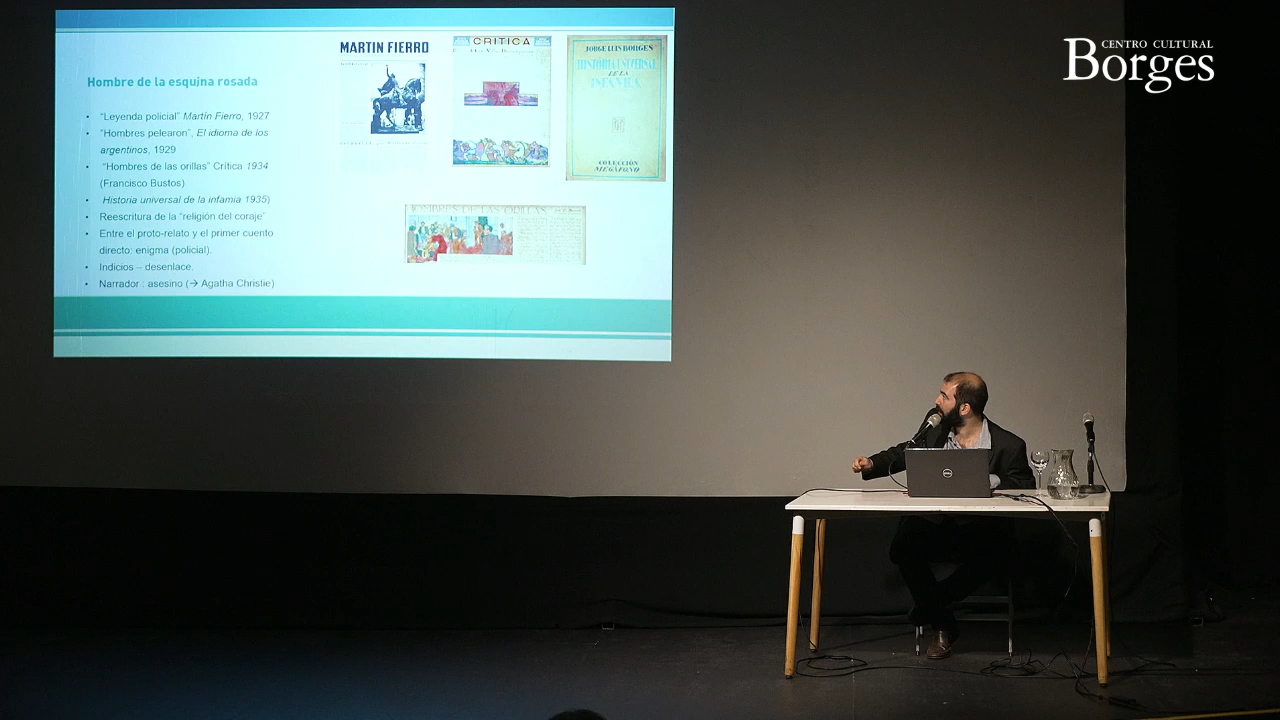 CENTRO CULTURAL
Borges
Hombre de la esquina rosada
• "Leyenda policial" Martín Fierro, 1927
• "Hombres pelearon", El idioma de los
argentinos, 1929
• "Hombres de las orillas" Crítica 1934
(Francisco Bustos)
• Historia universal de la infamia 1935)
• Reescritura de la "religión del coraje"
• Entre el proto-relato y el primer cuento
directo: enigma (policial).
• Indicios – desenlace.
• Narrador : asesino (→ Agatha Christie)
MARTIN FIERRO
CRITICA
JORGE LUIS BORGES
HISTORIA UNIVERSAL
DE LA
INFAMIA
COLECCIÓN
MEGÁFONO
HOMBRES DE LAS ORILLAS
DELL